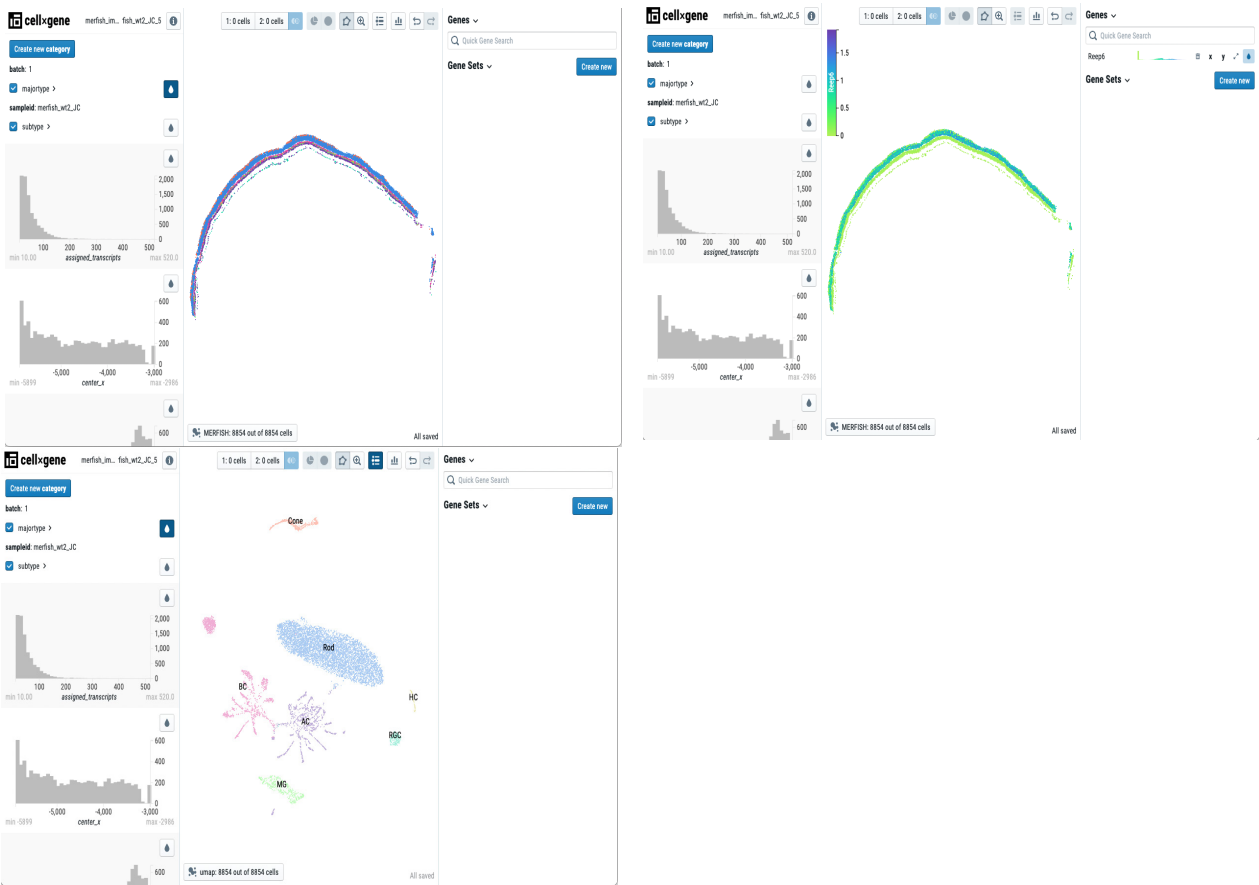 cellxgene merfish_im... fish_wt2_JC_5
1: 0 cells 2: 0 cells
Genes
Create new category
Quick Gene Search
batch: 1
Gene Sets
Create new
majortype
sampleid: merfish_wt2_JC
subtype
2,000
1,500
1,000
500
0
100 200 300 400 500
min 10.00 assigned_transcripts max 520.0
600
400
200
0
-5,000 -4,000 -3,000
min -5899 center_x max -2986
600
MERFISH: 8854 out of 8854 cells
All saved
cellxgene merfish_im... fish_wt2_JC_5
1: 0 cells 2: 0 cells
Genes
Create new category
Quick Gene Search
batch: 1
Reep6 x y
Gene Sets
Create new
majortype
sampleid: merfish_wt2_JC
subtype
Reep6
1.5
1
0.5
0
2,000
1,500
1,000
500
0
100 200 300 400 500
min 10.00 assigned_transcripts max 520.0
600
400
200
0
-5,000 -4,000 -3,000
min -5899 center_x max -2986
600
MERFISH: 8854 out of 8854 cells
All saved
cellxgene merfish_im... fish_wt2_JC_5
1: 0 cells 2: 0 cells
Genes
Create new category
Quick Gene Search
batch: 1
Gene Sets
Create new
majortype
sampleid: merfish_wt2_JC
subtype
Cone
Rod
BC
HC
AC
RGC
MG
2,000
1,500
1,000
500
0
100 200 300 400 500
min 10.00 assigned_transcripts max 520.0
600
400
200
0
-5,000 -4,000 -3,000
min -5899 center_x max -2986
600
umap: 8854 out of 8854 cells
All saved